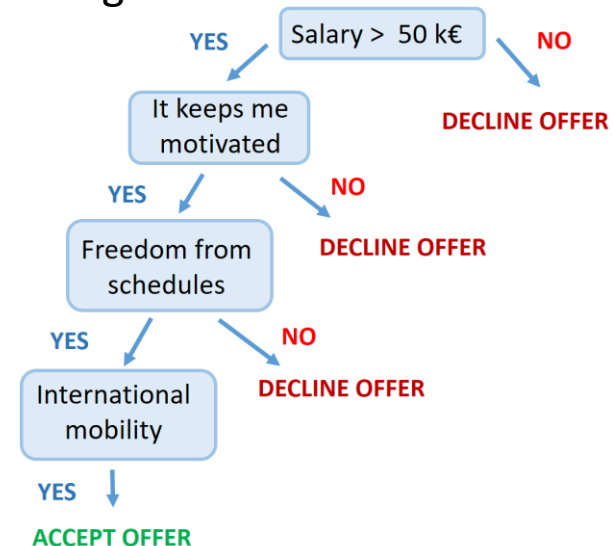 YES
Salary > 50 k€
NO
It keeps me
motivated
DECLINE OFFER
YES
NO
Freedom from
schedules
DECLINE OFFER
YES
NO
International
mobility
DECLINE OFFER
YES
ACCEPT OFFER